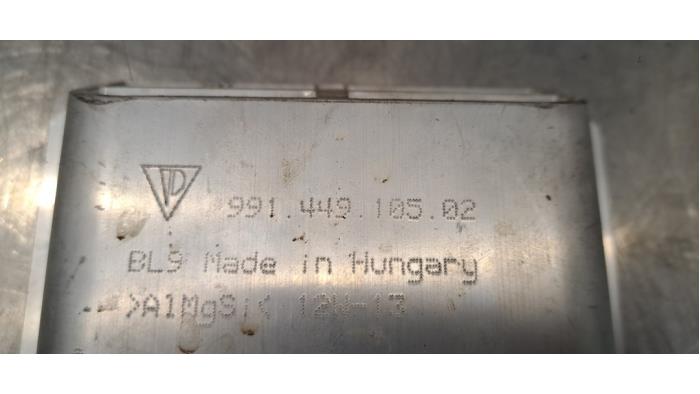 991.449.105.02
BL9 Made in Hungary
>AlMgSi< 12W-13